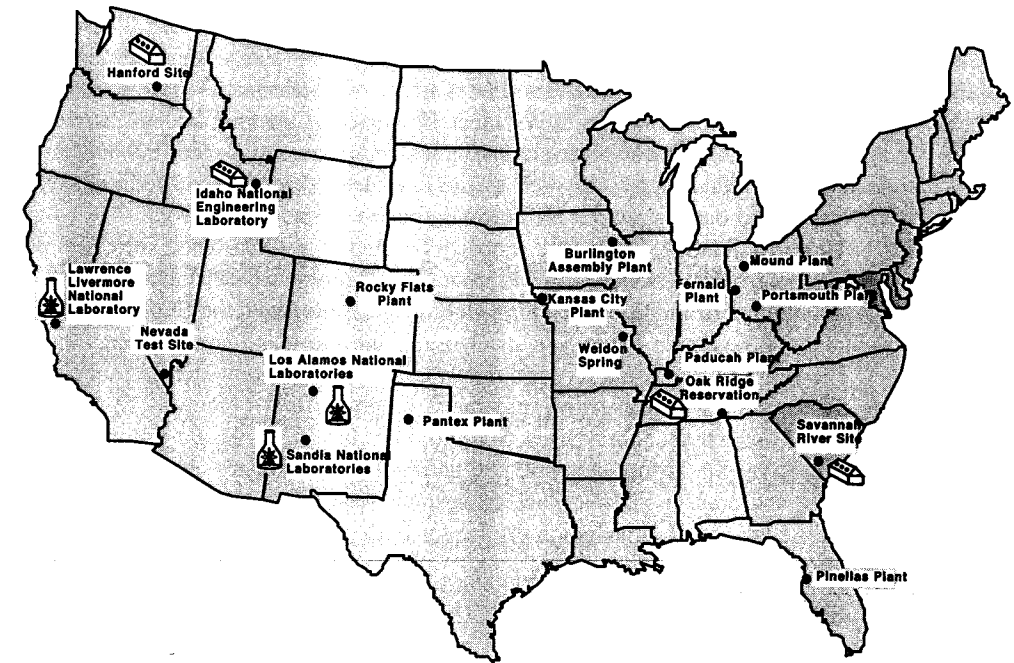 Hanford Site
Idaho National
Engineering
Laboratory
Lawrence
Livermore
National
Laboratory
Nevada
Test Site
Rocky Flats
Plant
Los Alamos National
Laboratories
Sandia National
Laboratories
Pantex Plant
Burlington
Assembly Plant
Kansas City
Plant
Weldon
Spring
Mound Plant
Fernald
Plant
Portsmouth Plant
Paducah Plant
Oak Ridge
Reservation
Savannah
River Site
Pinellas Plant